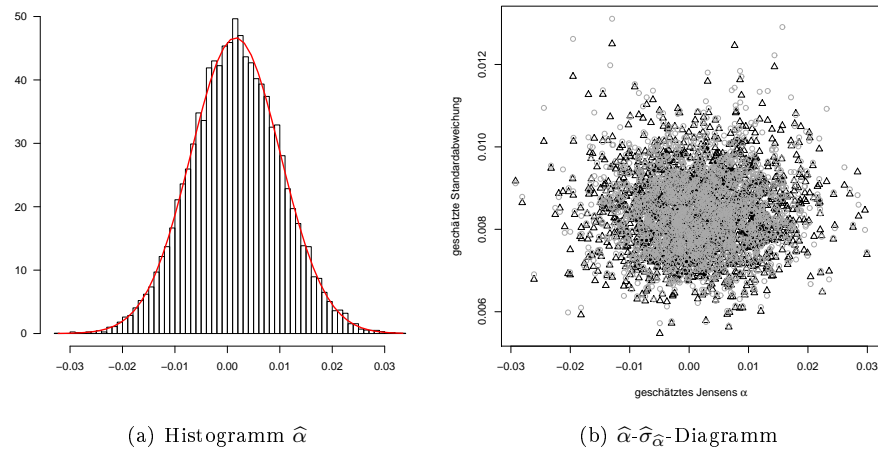 50
40
30
20
10
0
−0.03 −0.02 −0.01 0.00 0.01 0.02 0.03
(a) Histogramm α̂
geschätzte Standardabweichung
0.012
0.010
0.008
0.006
−0.03 −0.02 −0.01 0.00 0.01 0.02 0.03
geschätztes Jensens α
(b) α̂-σ̂α̂-Diagramm